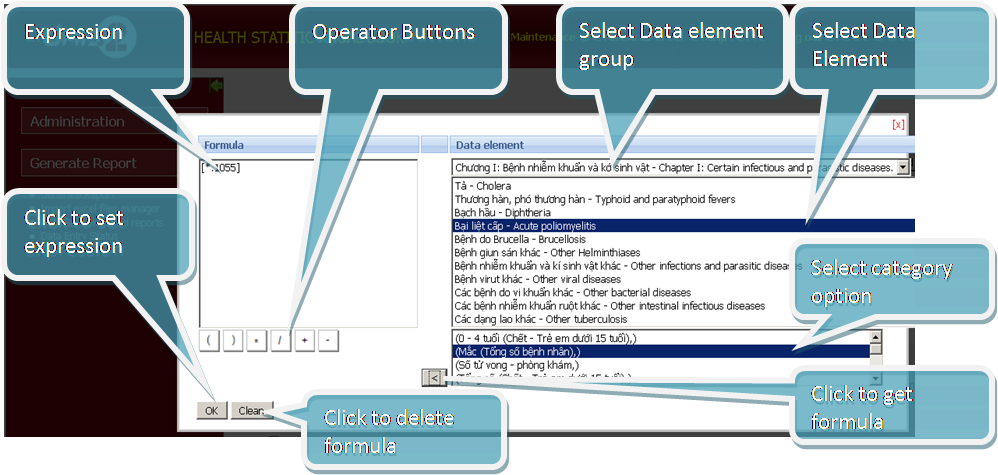 Expression
Operator Buttons
Select Data element
group
Select Data
Element
HEALTH STATI
Maintenance
Administration
Generate Report
Click to set
expression
[x]
Formula
Data element
[*.1055]
Chương I: Bệnh nhiễm khuẩn và kớ sinh vật - Chapter I: Certain infectious and parasitic diseases.
Tả - Cholera
Thương hàn, phó thương hàn - Typhoid and paratyphoid fevers
Bạch hầu - Diphtheria
Bại liệt cấp - Acute poliomyelitis
Bệnh do Brucella - Brucellosis
Bệnh giun sán khác - Other Helminthiases
Bệnh nhiễm khuẩn và kí sinh vật khác - Other infections and parasitic diseases
Bệnh virut khác - Other viral diseases
Các bệnh do vi khuẩn khác - Other bacterial diseases
Các bệnh nhiễm khuẩn ruột khác - Other intestinal infectious diseases
Các dạng lao khác - Other tuberculosis
Select category
option
( ) * / + -
(0 - 4 tuổi (Chết - Trẻ em dưới 15 tuổi),)
(Mắc (Tổng số bệnh nhân),)
(Số tử vong - phòng khám,)
<
OK
Clear
Click to delete
formula
Click to get
formula